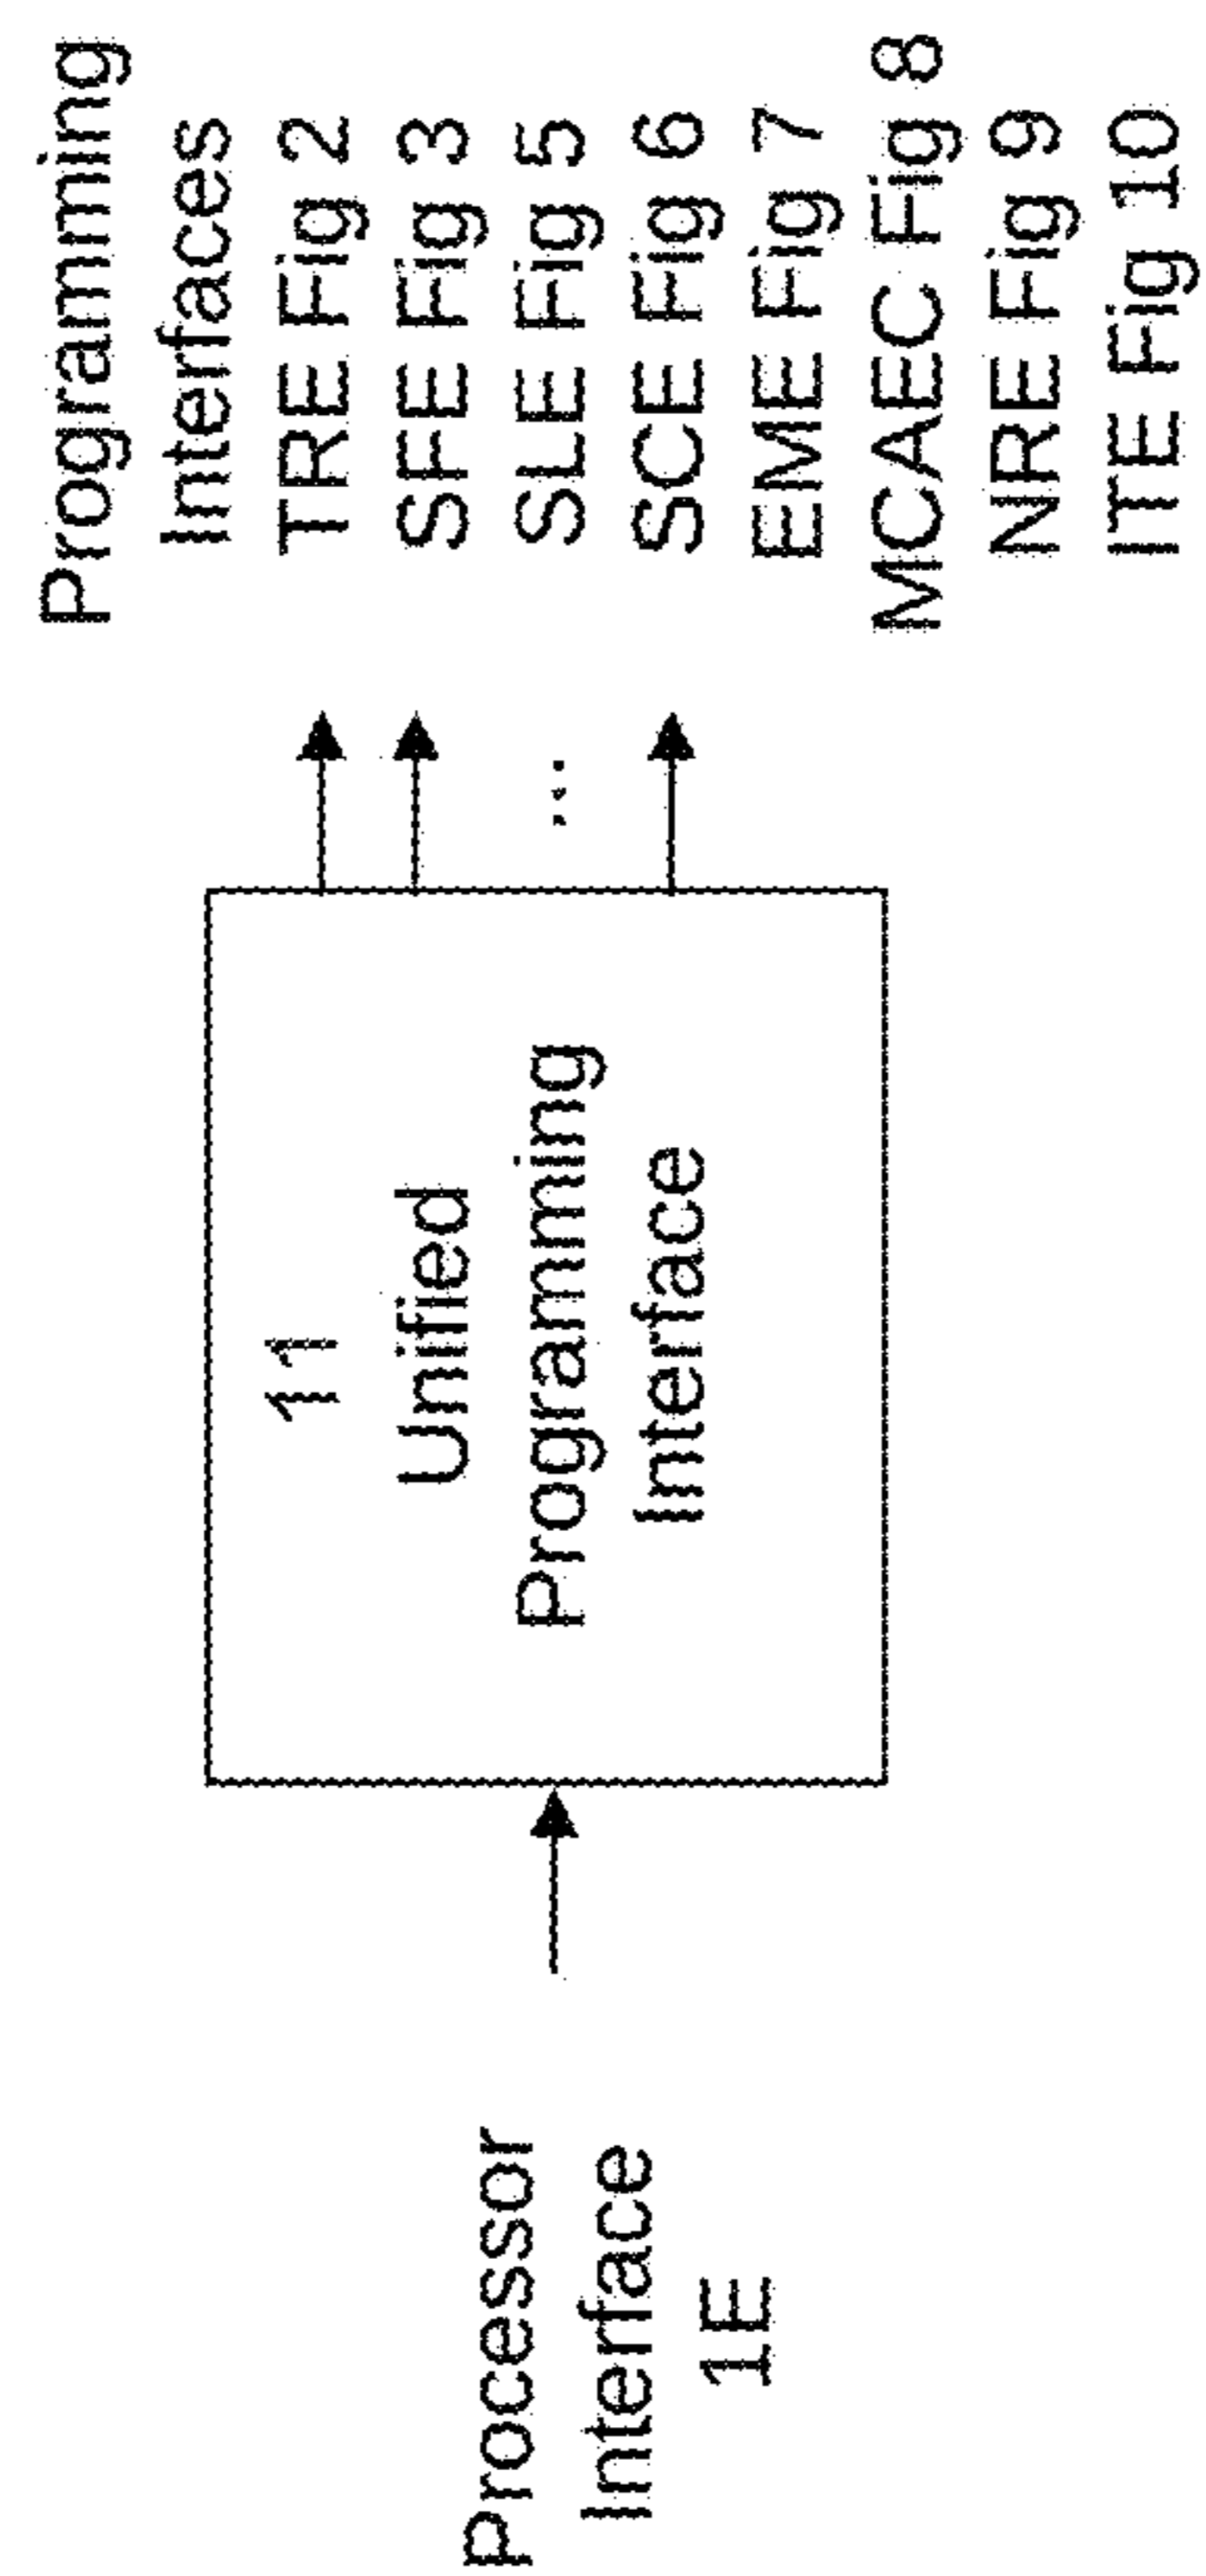 Processor
Interface
1E
11
Unified
Programming
Interface
...
Programming
Interfaces
TRE Fig 2
SFE Fig 3
SLE Fig 5
SCE Fig 6
EME Fig 7
MCAEC Fig 8
NRE Fig 9
ITE Fig 10